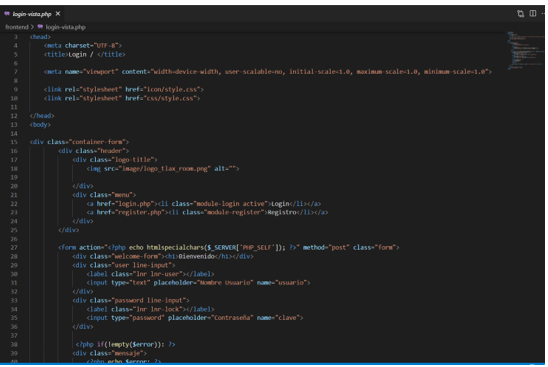 login-vista.php ×
frontend > login-vista.php
3 <head>
4 <meta charset="UTF-8">
5 <title>Login / </title>
6
7 <meta name="viewport" content="width=device-width, user-scalable=no, initial-scale=1.0, maximum-scale=1.0, minimum-scale=1.0">
8
9 <link rel="stylesheet" href="icon/style.css">
10 <link rel="stylesheet" href="css/style.css">
11
12 </head>
13 <body>
14
15 <div class="container-form">
16 <div class="header">
17 <div class="logo-title">
18 <img src="image/logo_tlax_room.png" alt="">
19
20 </div>
21 <div class="menu">
22 <a href="login.php"><li class="module-login active">Login</li></a>
23 <a href="register.php"><li class="module-register">Registro</li></a>
24 </div>
25 </div>
26
27 <form action="<?php echo htmlspecialchars($_SERVER['PHP_SELF']); ?>" method="post" class="form">
28 <div class="welcome-form"><h1>Bienvenido</h1></div>
29 <div class="user line-input">
30 <label class="lnr lnr-user"></label>
31 <input type="text" placeholder="Nombre Usuario" name="usuario">
32 </div>
33 <div class="password line-input">
34 <label class="lnr lnr-lock"></label>
35 <input type="password" placeholder="Contraseña" name="clave">
36 </div>
37
38 <?php if(!empty($error)): ?>
39 <div class="mensaje">
40 <?php echo $error; ?>